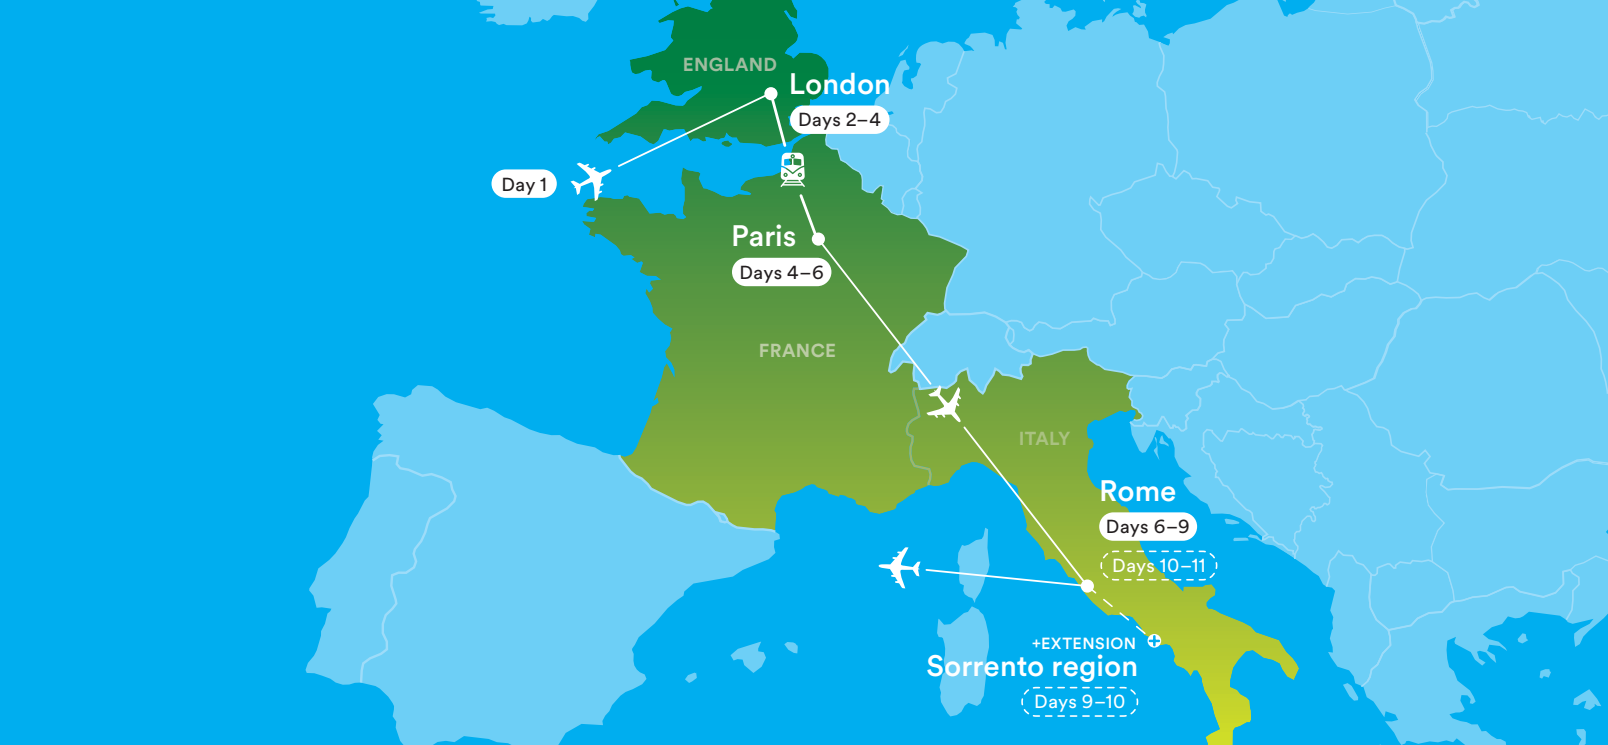 ENGLAND
London
Days 2–4
Day 1
Paris
Days 4–6
FRANCE
ITALY
Rome
Days 6–9
Days 10–11
+EXTENSION
Sorrento region
Days 9–10